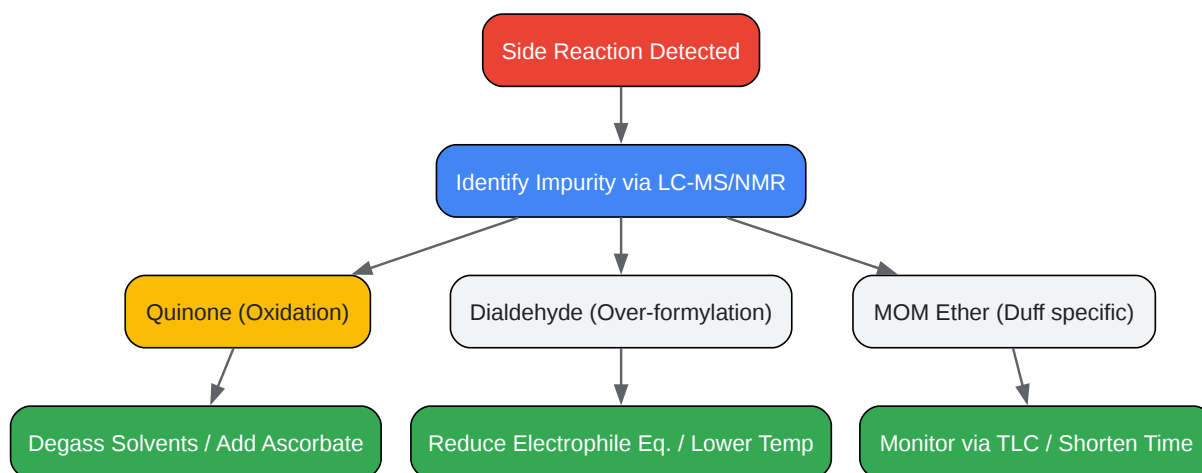 Side Reaction Detected
Identify Impurity via LC-MS/NMR
Quinone (Oxidation)
Dialdehyde (Over-formylation)
MOM Ether (Duff specific)
Degass Solvents / Add Ascorbate
Reduce Electrophile Eq. / Lower Temp
Monitor via TLC / Shorten Time